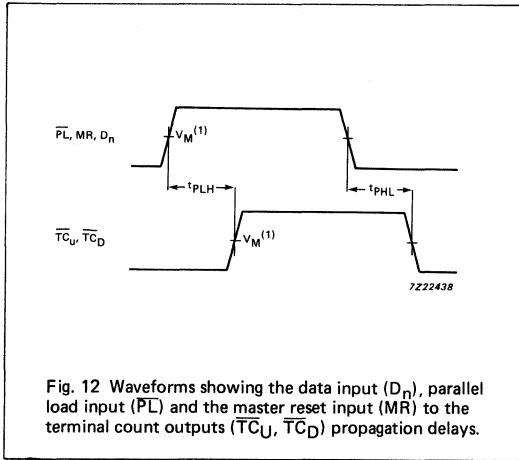 PL, MR, Dn
VM(1)
tPLH
tPHL
TCu, TCD
VM(1)
7Z22438
Fig. 12 Waveforms showing the data input (Dn), parallel
load input (PL) and the master reset input (MR) to the
terminal count outputs (TCU, TCD) propagation delays.